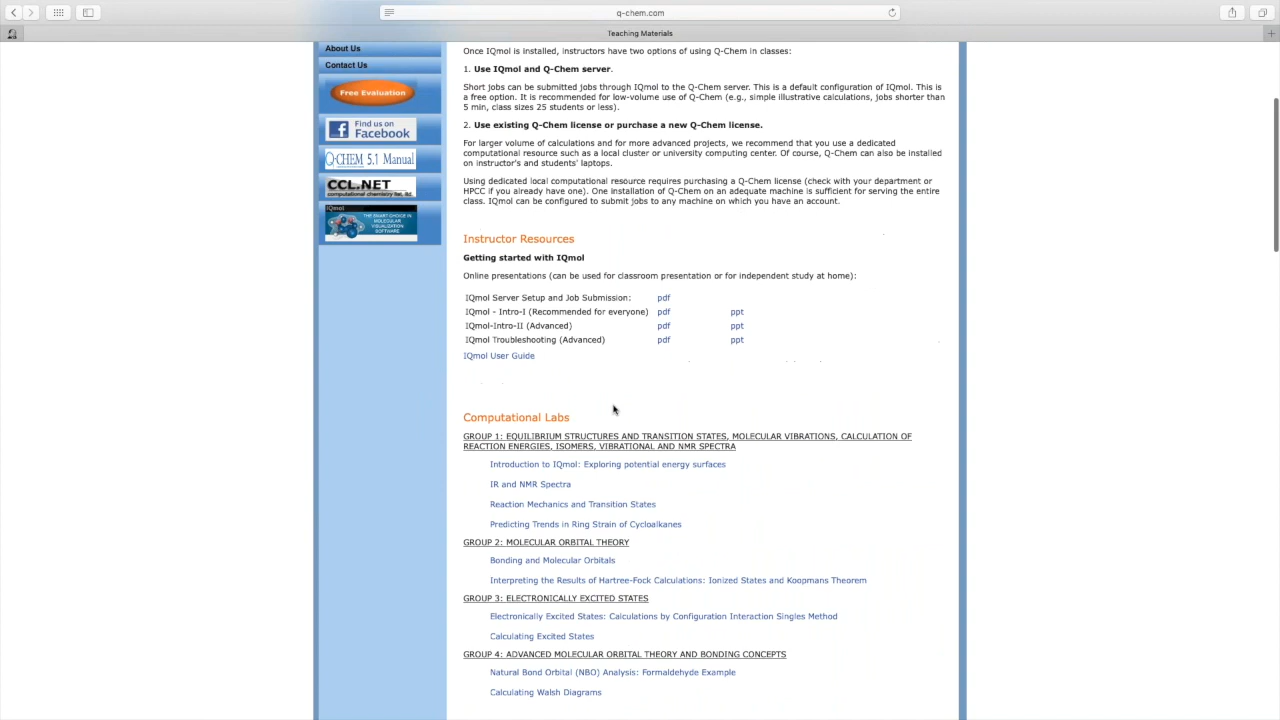 q-chem.com
Teaching Materials
About Us
Contact Us
Free Evaluation
Find us on
Facebook
Q-CHEM 5.1 Manual
CCL.NET
computational chemistry list, ltd.
IQmol
THE SMART CHOICE IN
MOLECULAR
VISUALIZATION
SOFTWARE
Once IQmol is installed, instructors have two options of using Q-Chem in classes:
1. Use IQmol and Q-Chem server.
Short jobs can be submitted jobs through IQmol to the Q-Chem server. This is a default configuration of IQmol. This is
a free option. It is recommended for low-volume use of Q-Chem (e.g., simple illustrative calculations, jobs shorter than
5 min, class sizes 25 students or less).
2. Use existing Q-Chem license or purchase a new Q-Chem license.
For larger volume of calculations and for more advanced projects, we recommend that you use a dedicated
computational resource such as a local cluster or university computing center. Of course, Q-Chem can also be installed
on instructor's and students' laptops.
Using dedicated local computational resource requires purchasing a Q-Chem license (check with your department or
HPCC if you already have one). One installation of Q-Chem on an adequate machine is sufficient for serving the entire
class. IQmol can be configured to submit jobs to any machine on which you have an account.
Instructor Resources
Getting started with IQmol
Online presentations (can be used for classroom presentation or for independent study at home):
IQmol Server Setup and Job Submission: pdf
IQmol - Intro-I (Recommended for everyone) pdf ppt
IQmol-Intro-II (Advanced) pdf ppt
IQmol Troubleshooting (Advanced) pdf ppt
IQmol User Guide
Computational Labs
GROUP 1: EQUILIBRIUM STRUCTURES AND TRANSITION STATES, MOLECULAR VIBRATIONS, CALCULATION OF
REACTION ENERGIES, ISOMERS, VIBRATIONAL AND NMR SPECTRA
Introduction to IQmol: Exploring potential energy surfaces
IR and NMR Spectra
Reaction Mechanics and Transition States
Predicting Trends in Ring Strain of Cycloalkanes
GROUP 2: MOLECULAR ORBITAL THEORY
Bonding and Molecular Orbitals
Interpreting the Results of Hartree-Fock Calculations: Ionized States and Koopmans Theorem
GROUP 3: ELECTRONICALLY EXCITED STATES
Electronically Excited States: Calculations by Configuration Interaction Singles Method
Calculating Excited States
GROUP 4: ADVANCED MOLECULAR ORBITAL THEORY AND BONDING CONCEPTS
Natural Bond Orbital (NBO) Analysis: Formaldehyde Example
Calculating Walsh Diagrams